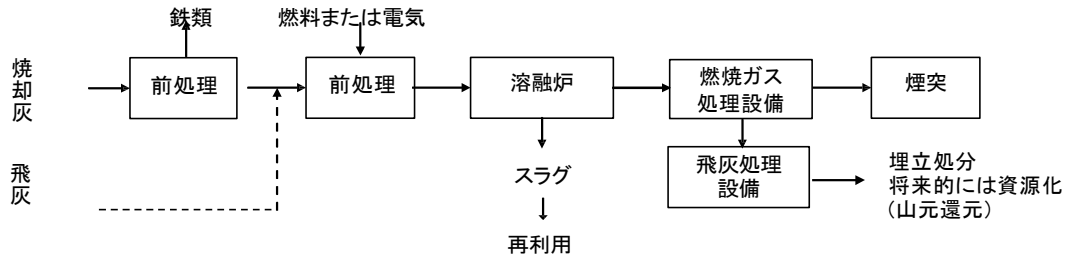 鉄類
燃料または電気
焼却灰
前処理
前処理
溶融炉
燃焼ガス
処理設備
煙突
飛灰
スラグ
飛灰処理
設備
埋立処分
将来的には資源化
(山元還元)
再利用